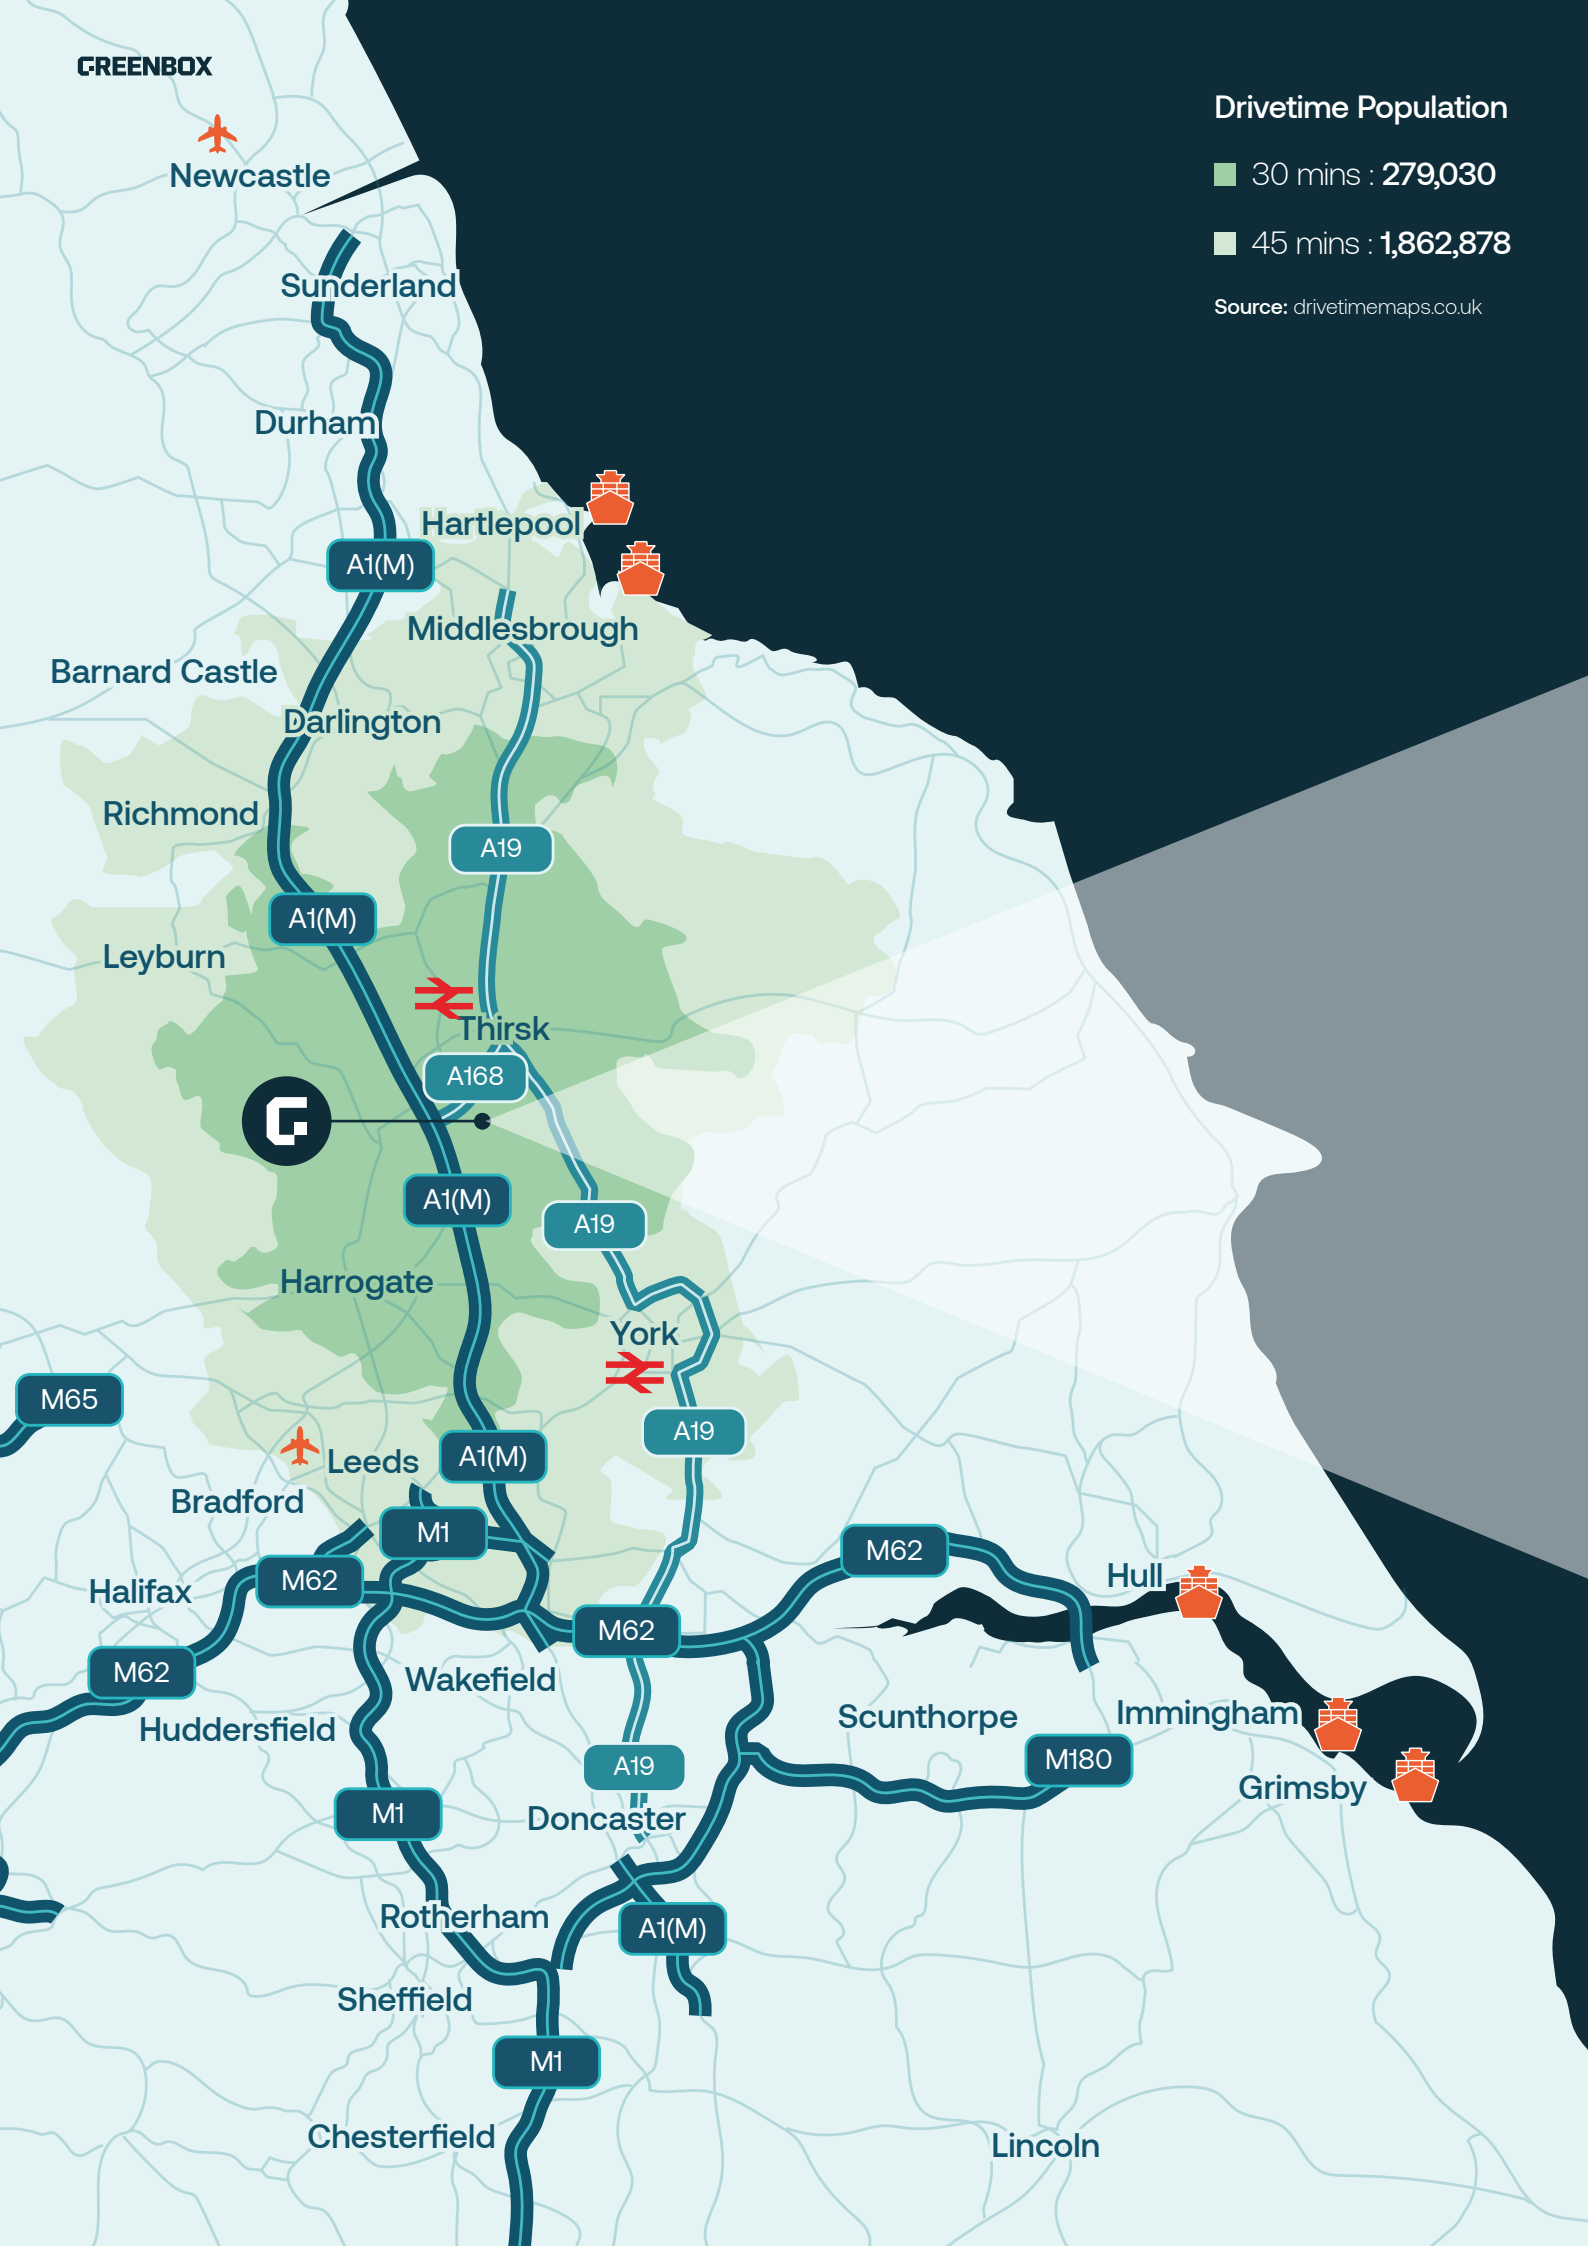 GREENBOX
Drivetime Population
30 mins : 279,030
45 mins : 1,862,878
Source: drivetimemaps.co.uk
Newcastle
Sunderland
Durham
Hartlepool
A1(M)
Middlesbrough
Barnard Castle
Darlington
Richmond
A19
A1(M)
Leyburn
Thirsk
A168
G
A1(M)
A19
Harrogate
York
M65
A19
Leeds
A1(M)
Bradford
M1
M62
M62
Hull
Halifax
M62
M62
Wakefield
Immingham
Scunthorpe
Huddersfield
M180
A19
Grimsby
M1
Doncaster
Rotherham
A1(M)
Sheffield
M1
Chesterfield
Lincoln